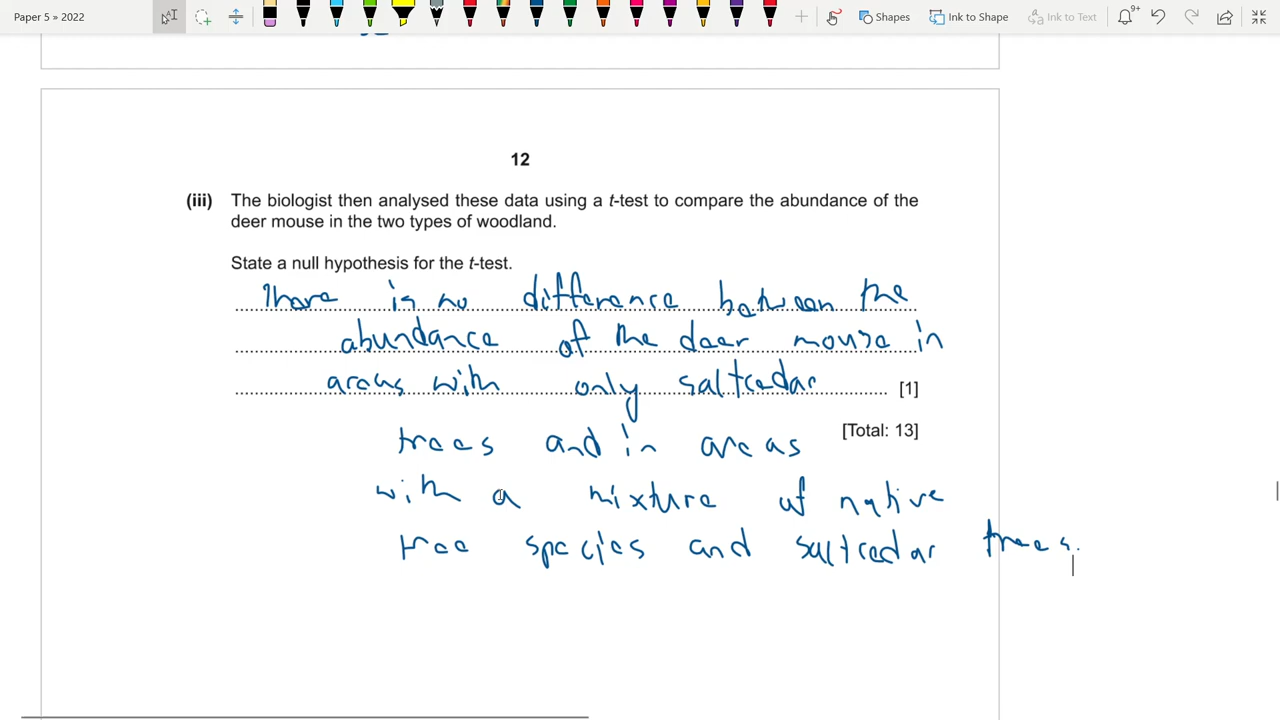 Paper 5 » 2022
Shapes
Ink to Shape
Ink to Text
9+
12
(iii) The biologist then analysed these data using a t-test to compare the abundance of the
deer mouse in the two types of woodland.
State a null hypothesis for the t-test.
There is no difference between the
abundance of the deer mouse in
areas with only saltcedar
[1]
trees and in areas
[Total: 13]
with a mixture of native
tree species and saltcedar trees.